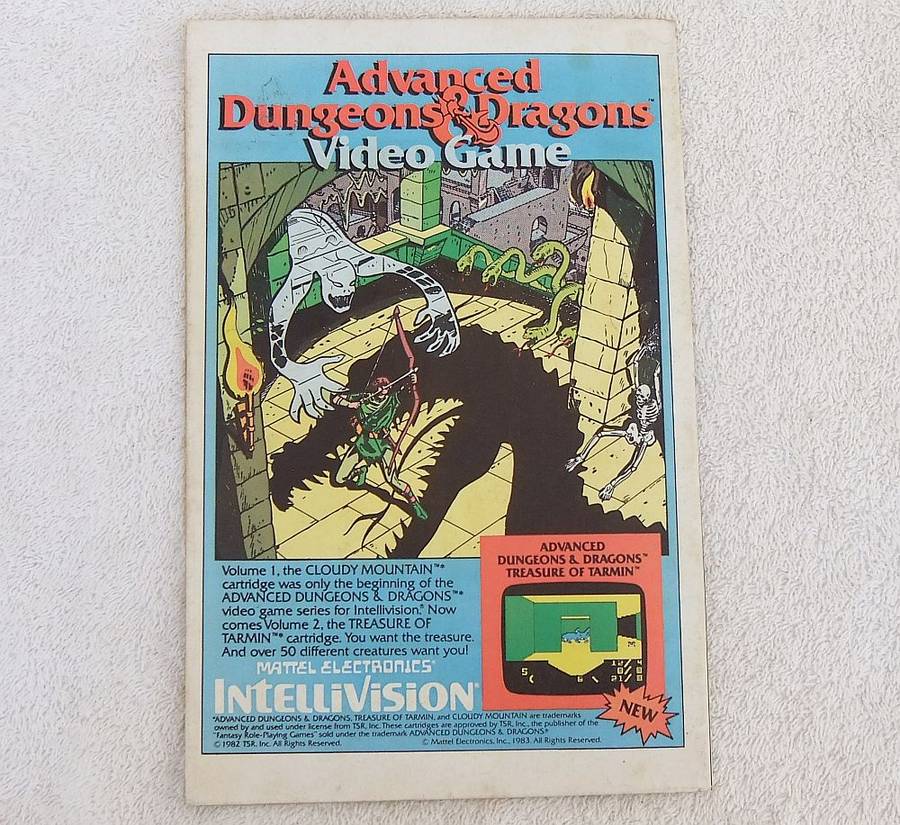 Advanced
Dungeons & Dragons™
Video Game
Volume 1, the CLOUDY MOUNTAIN™*
cartridge was only the beginning of the
ADVANCED DUNGEONS & DRAGONS™*
video game series for Intellivision.® Now
comes Volume 2, the TREASURE OF
TARMIN™* cartridge. You want the treasure.
And over 50 different creatures want you!
MATTEL ELECTRONICS®
INTELLIVISION®
ADVANCED
DUNGEONS & DRAGONS™
TREASURE OF TARMIN™
NEW
*ADVANCED DUNGEONS & DRAGONS, TREASURE OF TARMIN, and CLOUDY MOUNTAIN are trademarks
owned by and used under license from TSR, Inc. These cartridges are approved by TSR, Inc., the publisher of the
"Fantasy Role-Playing Games" sold under the trademark ADVANCED DUNGEONS & DRAGONS®
© 1982 TSR, Inc. All Rights Reserved. © Mattel Electronics, Inc., 1983. All Rights Reserved.